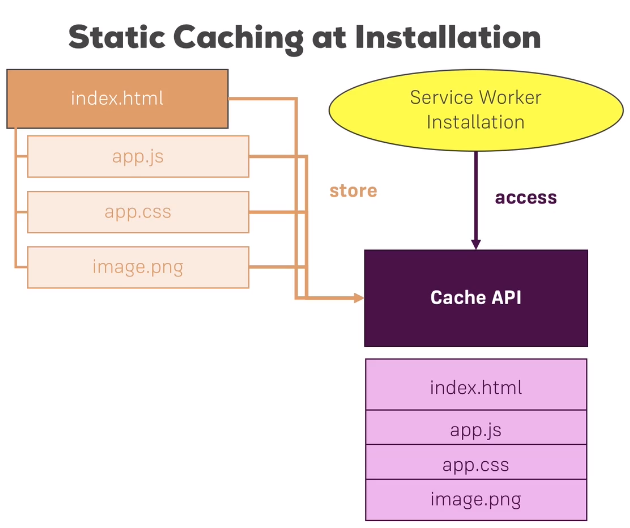 Static Caching at Installation
index.html
app.js
app.css
image.png
store
Service Worker
Installation
access
Cache API
index.html
app.js
app.css
image.png